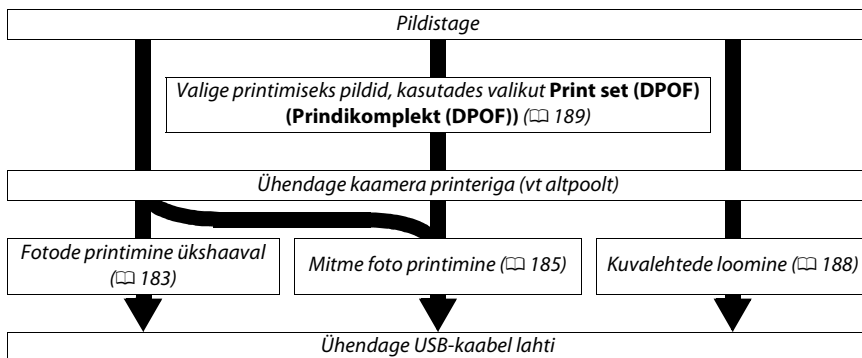 Pildistage
Valige printimiseks pildid, kasutades valikut Print set (DPOF)
(Prindikomplekt (DPOF)) (🕮 189)
Ühendage kaamera printeriga (vt altpoolt)
Fotode printimine ükshaaval
(🕮 183)
Mitme foto printimine (🕮 185)
Kuvalehtede loomine (🕮 188)
Ühendage USB-kaabel lahti